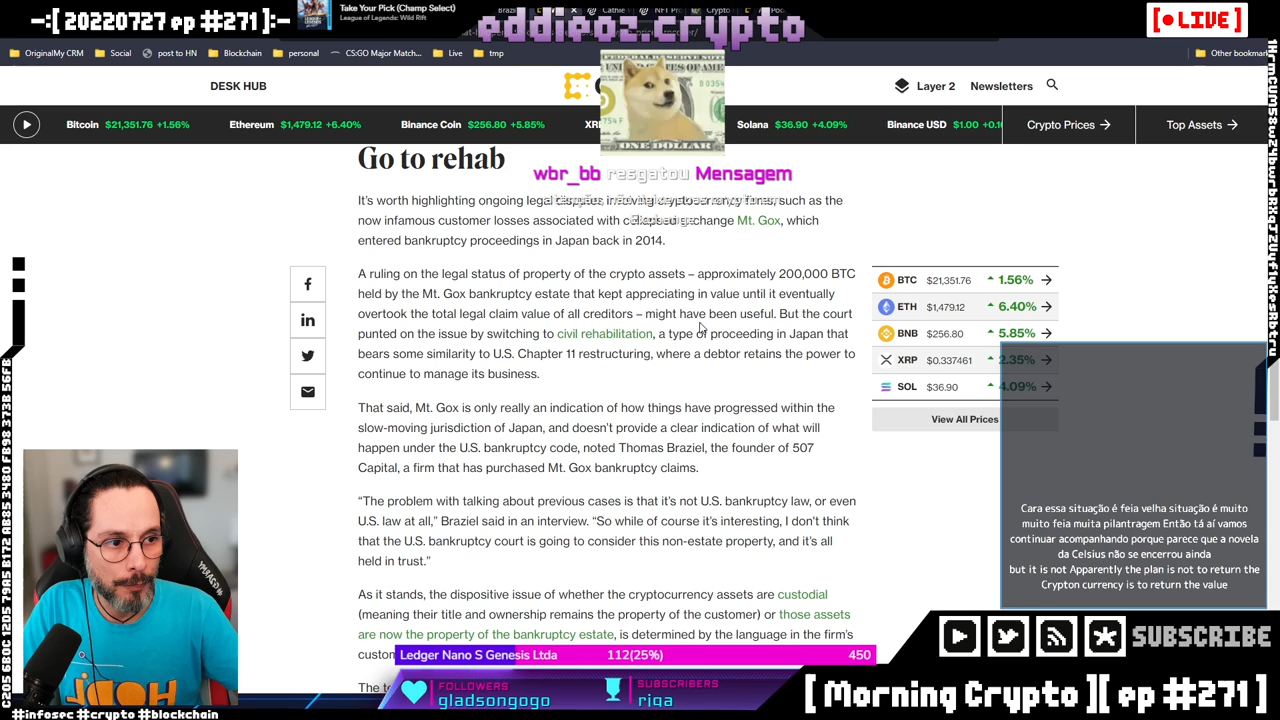 -:[ 20220727 ep #271 ]:-
Take Your Pick (Champ Select)
League of Legends: Wild Rift
eddieoz.crypto
[ LIVE ]
OriginalMy CRM
Social
post to HN
Blockchain
personal
CS:GO Major Match...
Live
tmp
Other bookmar
DESK HUB
Layer 2
Newsletters
Bitcoin $21,351.76 +1.56%
Ethereum $1,479.12 +6.40%
Binance Coin $256.80 +5.85%
Solana $36.90 +4.09%
Binance USD $1.00
Crypto Prices
Top Assets
ONE DOLLAR
wbr_bb resgatou Mensagem
Go to rehab
It's worth highlighting ongoing such as the
now infamous customer losses associated with collapsed exchange Mt. Gox, which
entered bankruptcy proceedings in Japan back in 2014.
A ruling on the legal status of property of the crypto assets – approximately 200,000 BTC
held by the Mt. Gox bankruptcy estate that kept appreciating in value until it eventually
overtook the total legal claim value of all creditors – might have been useful. But the court
punted on the issue by switching to civil rehabilitation, a type of proceeding in Japan that
bears some similarity to U.S. Chapter 11 restructuring, where a debtor retains the power to
continue to manage its business.
That said, Mt. Gox is only really an indication of how things have progressed within the
slow-moving jurisdiction of Japan, and doesn't provide a clear indication of what will
happen under the U.S. bankruptcy code, noted Thomas Braziel, the founder of 507
Capital, a firm that has purchased Mt. Gox bankruptcy claims.
“The problem with talking about previous cases is that it's not U.S. bankruptcy law, or even
U.S. law at all,” Braziel said in an interview. “So while of course it's interesting, I don't think
that the U.S. bankruptcy court is going to consider this non-estate property, and it's all
held in trust.”
As it stands, the dispositive issue of whether the cryptocurrency assets are custodial
(meaning their title and ownership remains the property of the customer) or those assets
are now the property of the bankruptcy estate, is determined by the language in the firm's
BTC $21,351.76 1.56%
ETH $1,479.12 6.40%
BNB $256.80 5.85%
XRP $0.337461 2.35%
SOL $36.90 4.09%
View All Prices
Cara essa situação é feia velha situação é muito
muito feia muita pilantragem Então tá aí vamos
continuar acompanhando porque parece que a novela
da Celsius não se encerrou ainda
but it is not Apparently the plan is not to return the
Crypton currency is to return the value
Ledger Nano S Genesis Ltda 112(25%) 450
FOLLOWERS
gladsongogo
SUBSCRIBERS
riqa
SUBSCRIBE
[ Morning Crypto ][ ep #271 ]
#infosec #crypto #blockchain